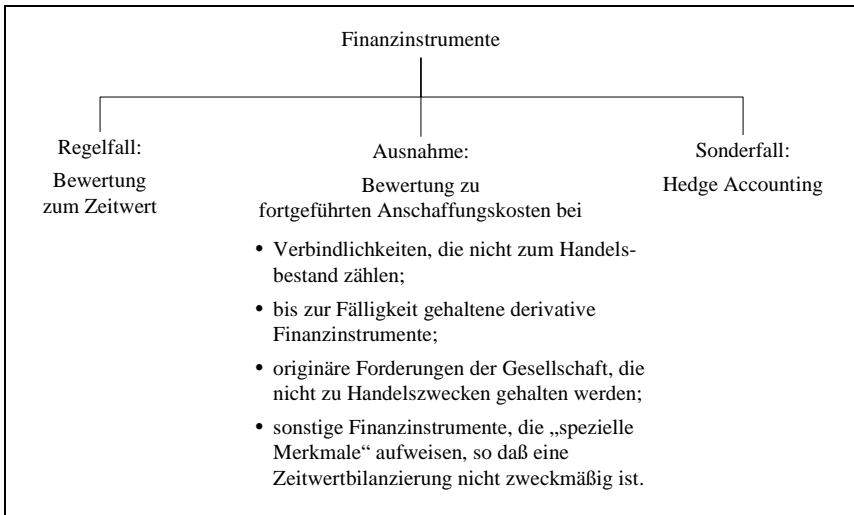 Finanzinstrumente
Regelfall:
Bewertung
zum Zeitwert
Ausnahme:
Bewertung zu
fortgeführten Anschaffungskosten bei
• Verbindlichkeiten, die nicht zum Handels-
bestand zählen;
• bis zur Fälligkeit gehaltene derivative
Finanzinstrumente;
• originäre Forderungen der Gesellschaft, die
nicht zu Handelszwecken gehalten werden;
• sonstige Finanzinstrumente, die „spezielle
Merkmale“ aufweisen, so daß eine
Zeitwertbilanzierung nicht zweckmäßig ist.
Sonderfall:
Hedge Accounting